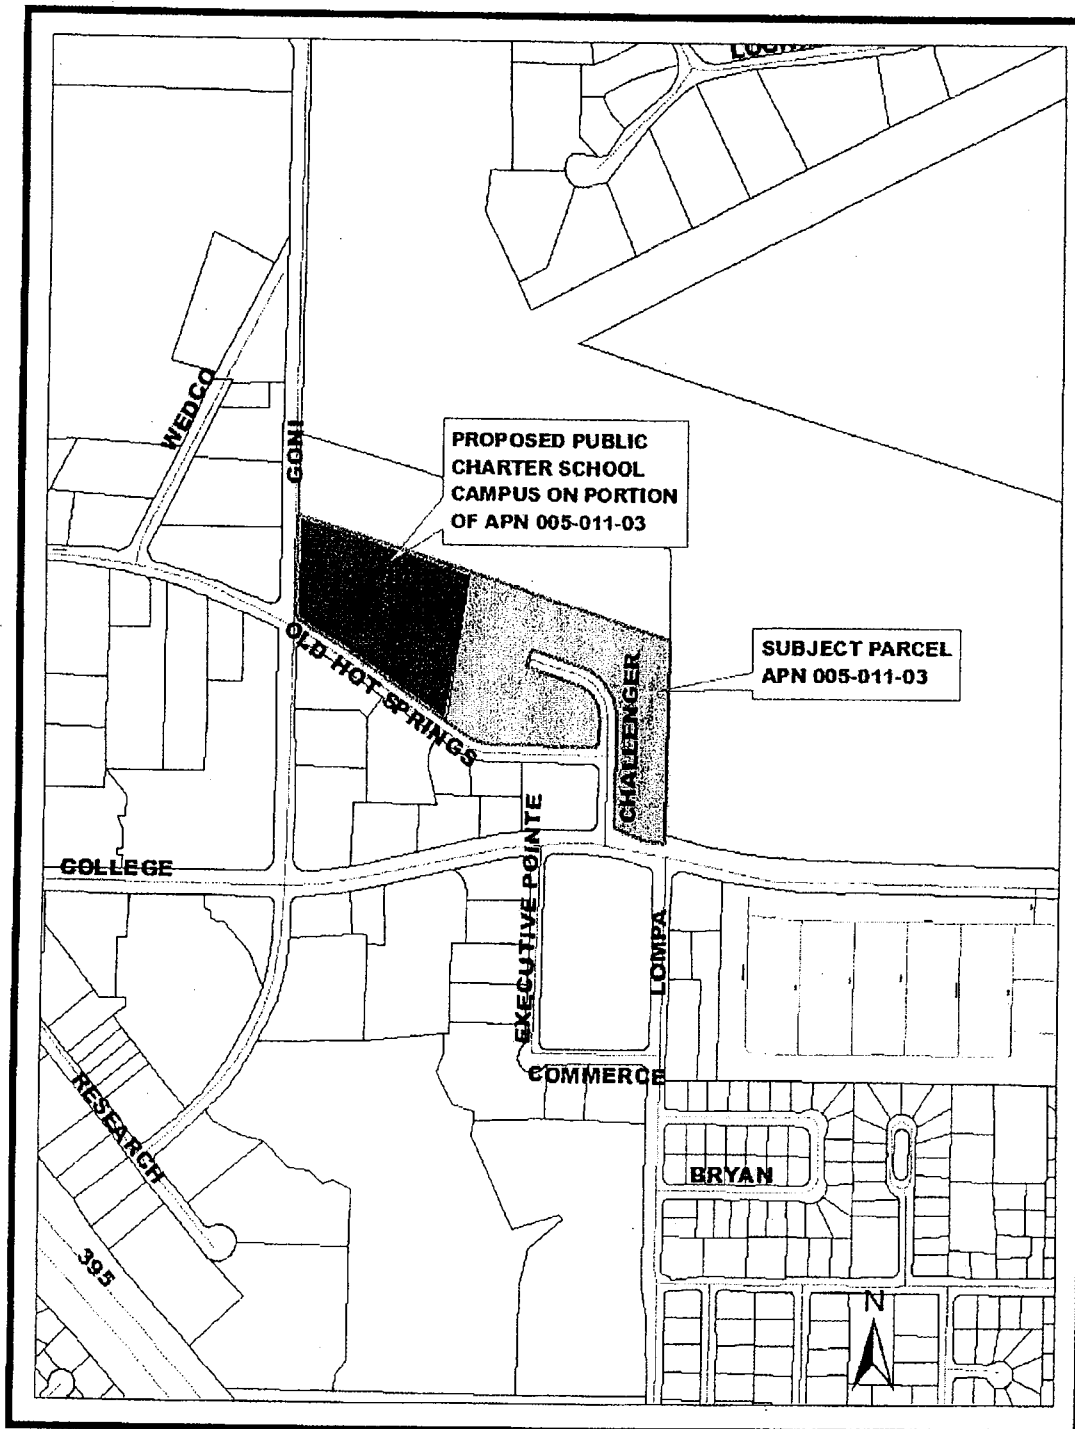 WEDCO
GONI
PROPOSED PUBLIC
CHARTER SCHOOL
CAMPUS ON PORTION
OF APN 005-011-03
OLD HOT SPRINGS
SUBJECT PARCEL
APN 005-011-03
CHALLENGER
COLLEGE
EXECUTIVE POINTE
LOMPA
COMMERCE
RESEARCH
BRYAN
395
N